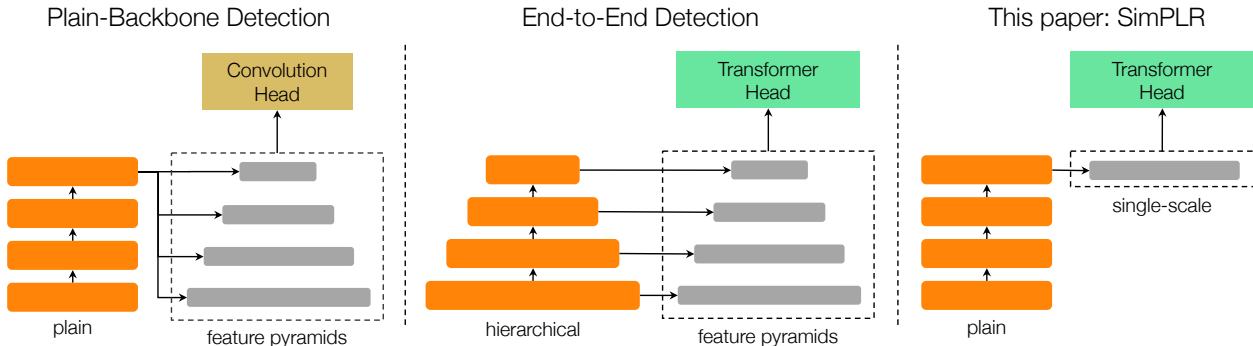 Plain-Backbone Detection
Convolution
Head
plain
feature pyramids
End-to-End Detection
Transformer
Head
hierarchical
feature pyramids
This paper: SimPLR
Transformer
Head
single-scale
plain